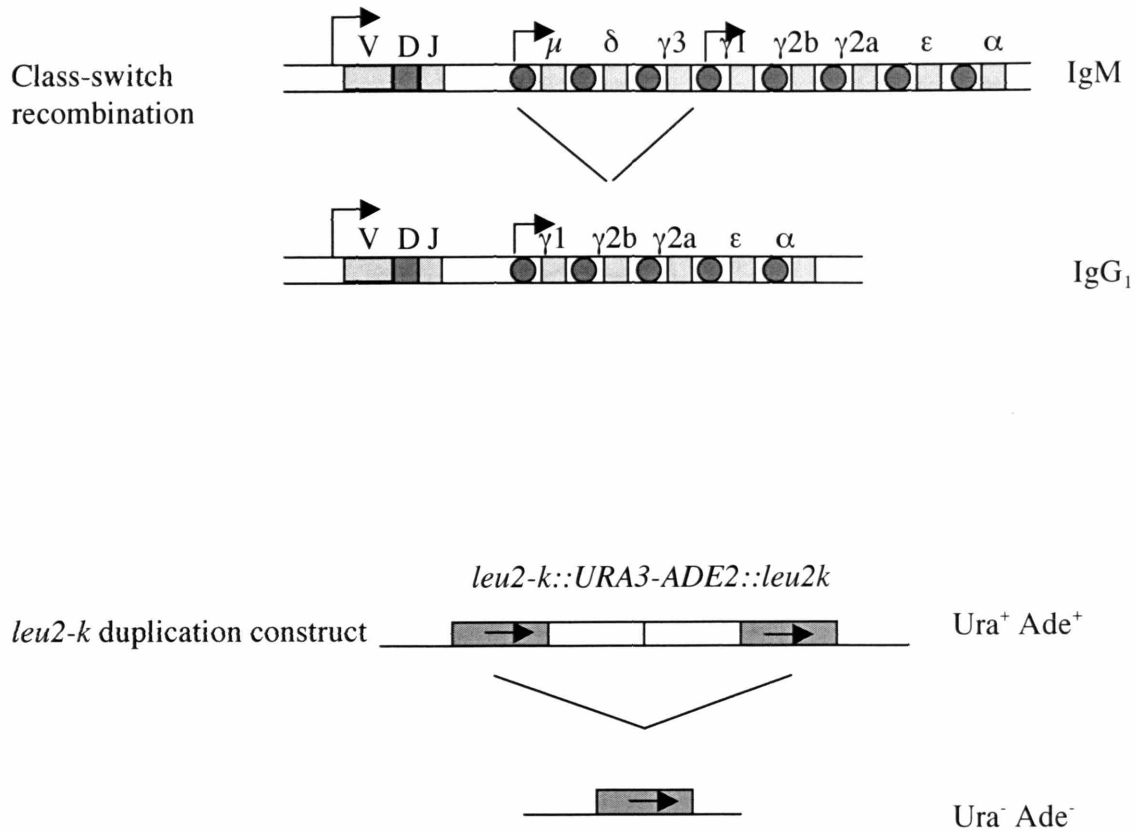 V D J μ δ γ3 γ1 γ2b γ2a ε α
Class-switch
recombination
IgM
V D J γ1 γ2b γ2a ε α
IgG₁
leu2-k::URA3-ADE2::leu2k
leu2-k duplication construct
Ura⁺ Ade⁺
Ura⁻ Ade⁻